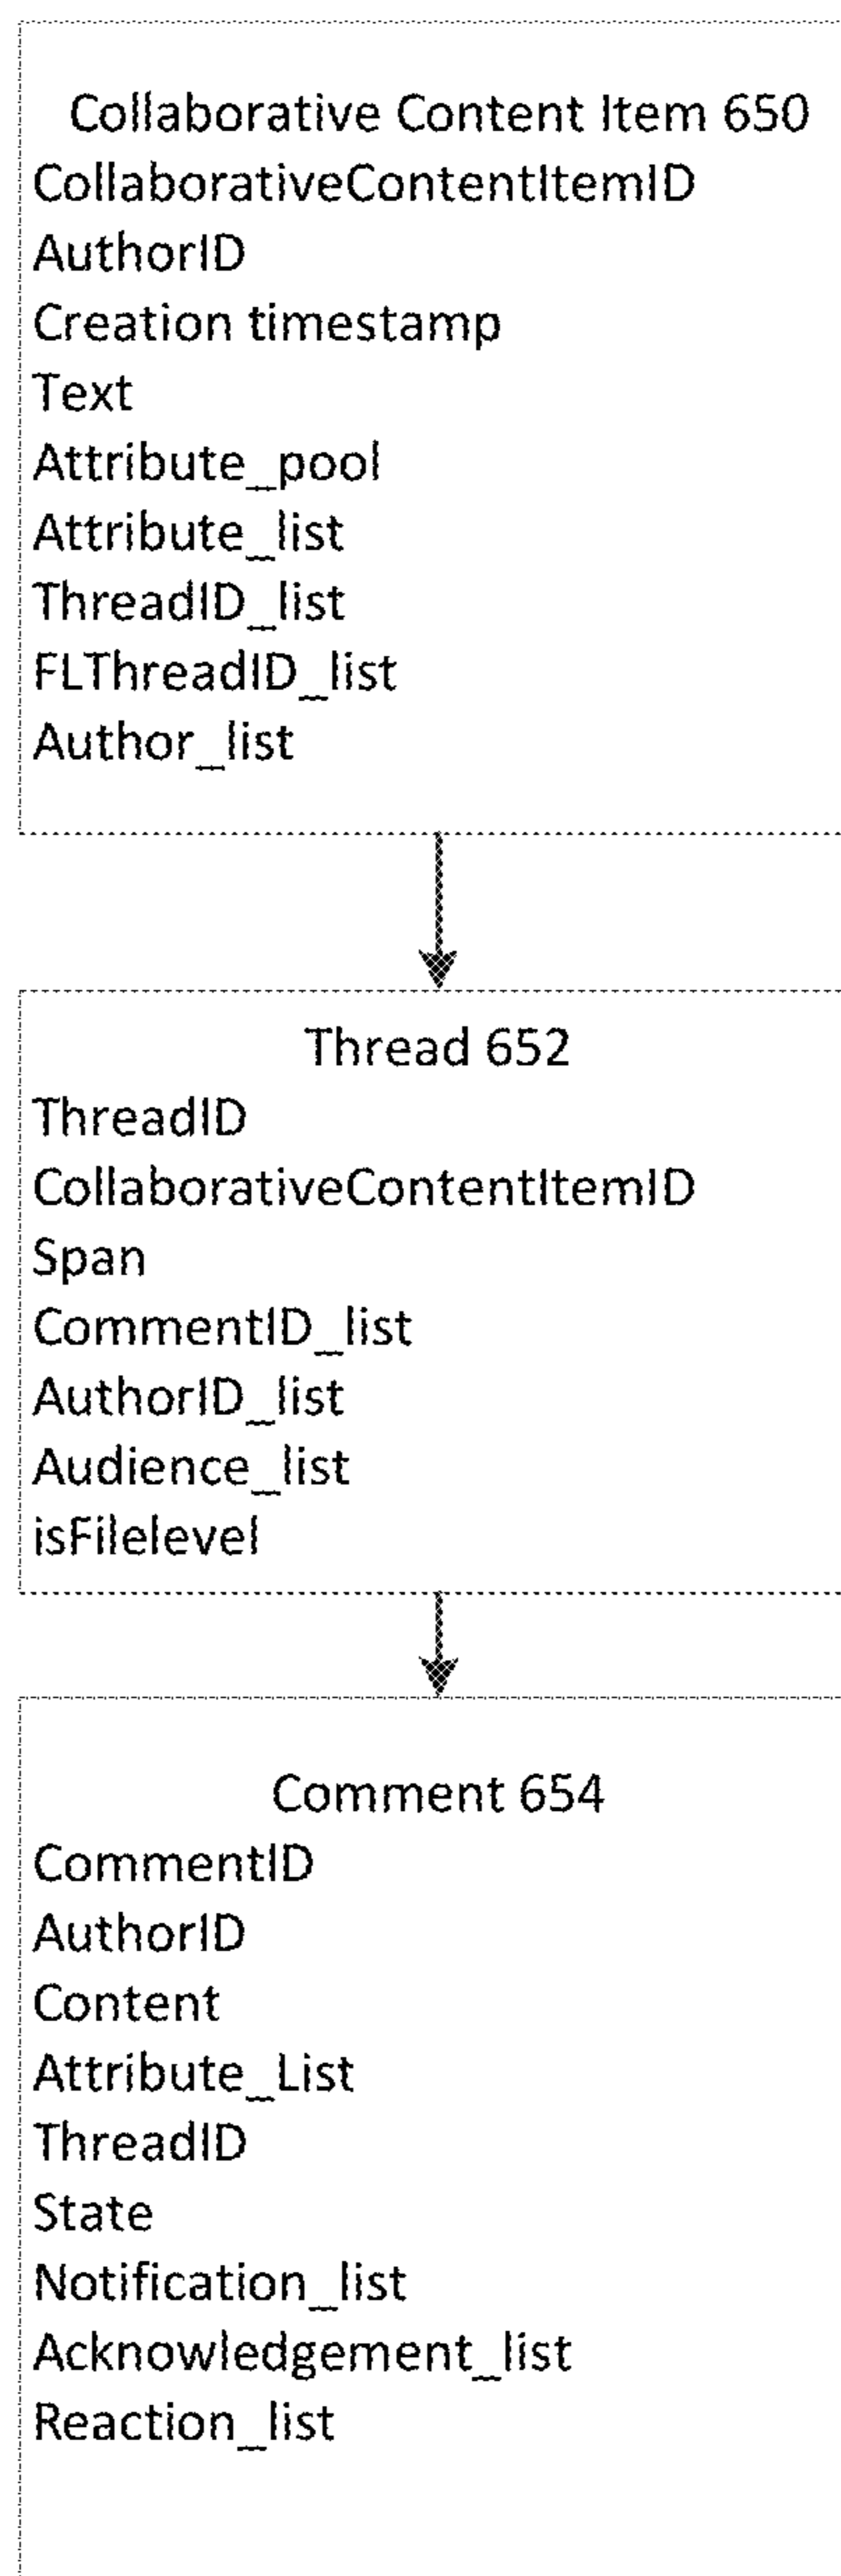 Collaborative Content Item 650
CollaborativeContentItemID
AuthorID
Creation timestamp
Text
Attribute_pool
Attribute_list
ThreadID_list
FLThreadID_list
Author_list
Thread 652
ThreadID
CollaborativeContentItemID
Span
CommentID_list
AuthorID_list
Audience_list
isFilelevel
Comment 654
CommentID
AuthorID
Content
Attribute_List
ThreadID
State
Notification_list
Acknowledgement_list
Reaction_list